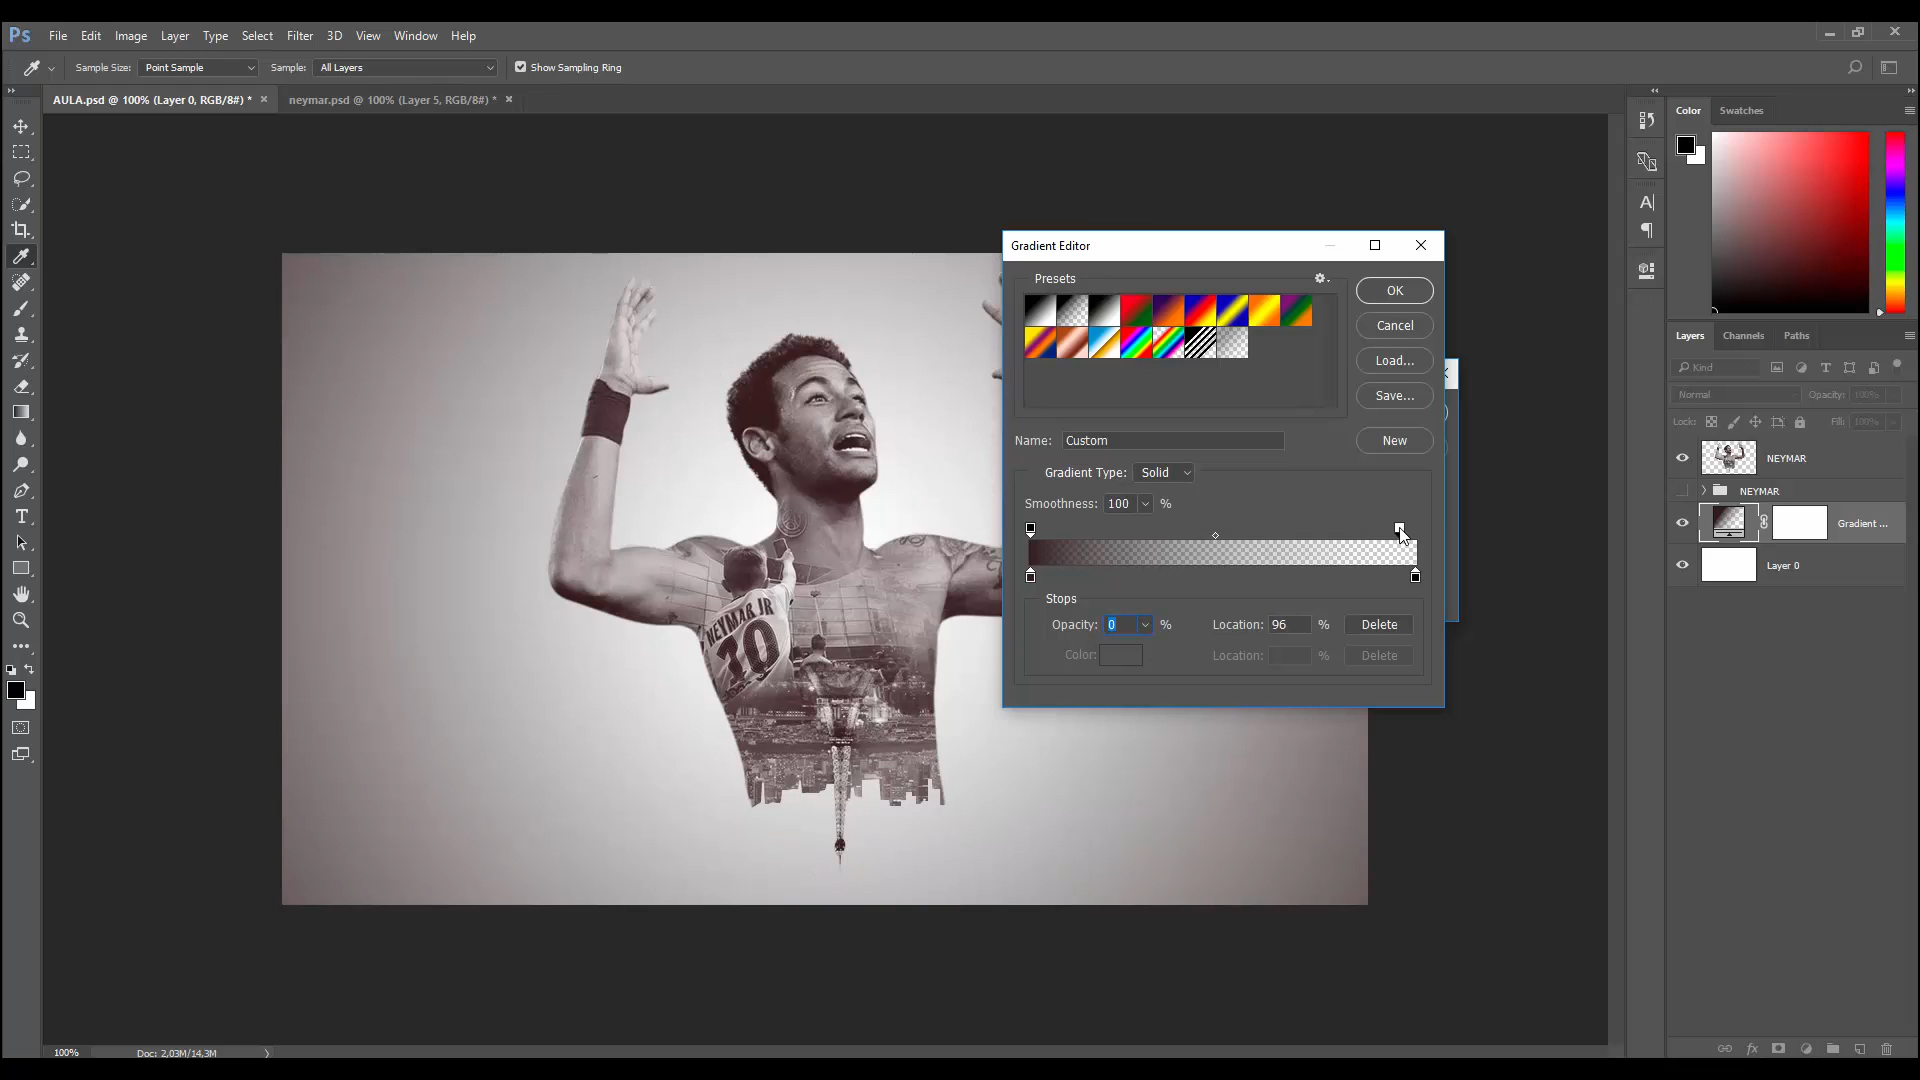 Ps File Edit Image Layer Type Select Filter 3D View Window Help
Sample Size: Point Sample Sample: All Layers Show Sampling Ring
AULA.psd @ 100% (Layer 0, RGB/8#) * neymar.psd @ 100% (Layer 5, RGB/8#) *
Color Swatches
Gradient Editor
Presets
OK
Cancel
Load...
Save...
Name: Custom New
Gradient Type: Solid
Smoothness: 100 %
Stops
Opacity: 0 % Location: 96 % Delete
Color: Location: % Delete
Layers Channels Paths
Kind
Normal Opacity: 100%
Lock: Fill: 100%
NEYMAR
NEYMAR
Gradient ...
Layer 0
NEYMAR JR
10
100% Doc: 2,03M/14,3M
fx